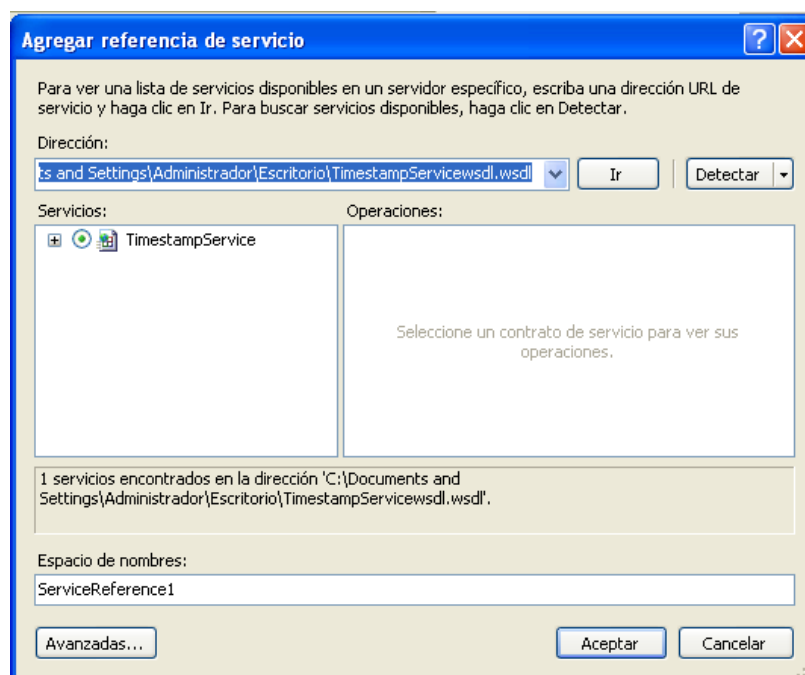 Agregar referencia de servicio
Para ver una lista de servicios disponibles en un servidor específico, escriba una dirección URL de
servicio y haga clic en Ir. Para buscar servicios disponibles, haga clic en Detectar.
Dirección:
ts and Settings\Administrador\Escritorio\TimestampServicewsdl.wsdl
Ir
Detectar
Servicios:
Operaciones:
TimestampService
Seleccione un contrato de servicio para ver sus
operaciones.
1 servicios encontrados en la dirección 'C:\Documents and
Settings\Administrador\Escritorio\TimestampServicewsdl.wsdl'.
Espacio de nombres:
ServiceReference1
Avanzadas...
Aceptar
Cancelar